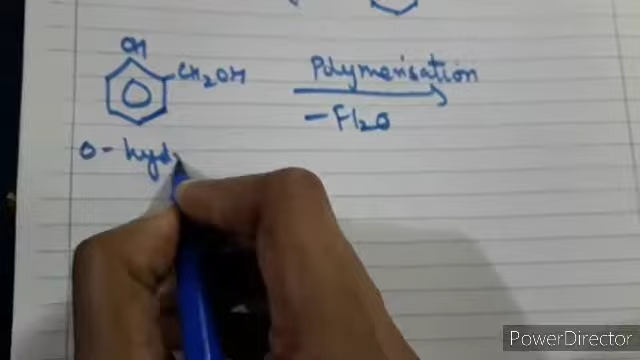 OH
CH2OH
Polymerisation
- H2O
O - hyd
PowerDirector